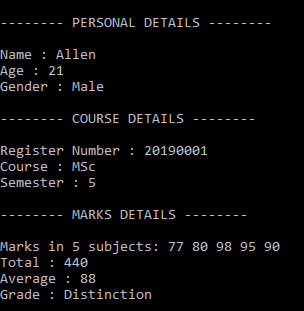 -------- PERSONAL DETAILS --------
Name : Allen
Age : 21
Gender : Male
-------- COURSE DETAILS --------
Register Number : 20190001
Course : MSc
Semester : 5
-------- MARKS DETAILS --------
Marks in 5 subjects: 77 80 98 95 90
Total : 440
Average : 88
Grade : Distinction